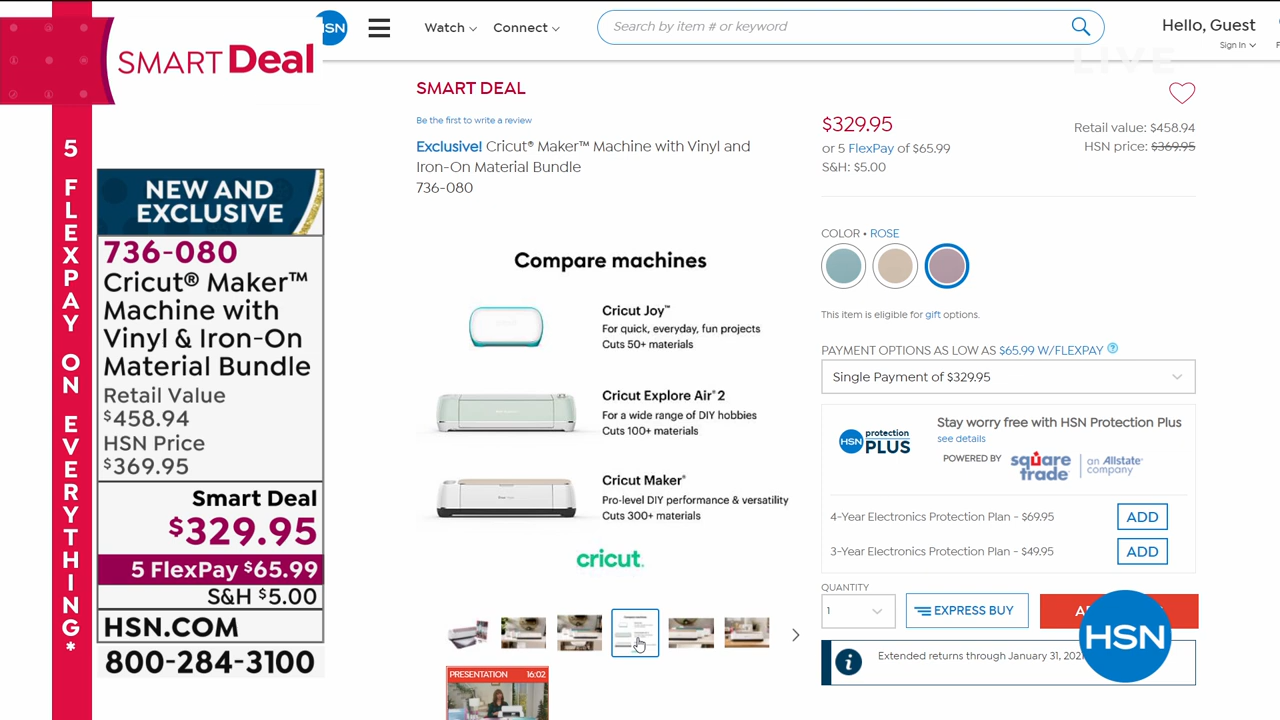 SMART Deal
5 FLEXPAY ON EVERYTHING*
NEW AND
EXCLUSIVE
736-080
Cricut® Maker™
Machine with
Vinyl & Iron-On
Material Bundle
Retail Value
$458.94
HSN Price
$369.95
Smart Deal
$329.95
5 FlexPay $65.99
S&H $5.00
HSN.COM
800-284-3100
Watch
Connect
Search by item # or keyword
Hello, Guest
Sign In
LIVE
SMART DEAL
Be the first to write a review
Exclusive! Cricut® Maker™ Machine with Vinyl and
Iron-On Material Bundle
736-080
Compare machines
Cricut Joy™
For quick, everyday, fun projects
Cuts 50+ materials
Cricut Explore Air® 2
For a wide range of DIY hobbies
Cuts 100+ materials
Cricut Maker®
Pro-level DIY performance & versatility
Cuts 300+ materials
cricut.
PRESENTATION 16:02
$329.95
or 5 FlexPay of $65.99
S&H: $5.00
Retail value: $458.94
HSN price: $369.95
COLOR • ROSE
This item is eligible for gift options.
PAYMENT OPTIONS AS LOW AS $65.99 W/FLEXPAY
Single Payment of $329.95
HSN protection PLUS
Stay worry free with HSN Protection Plus
see details
POWERED BY square trade an Allstate company
4-Year Electronics Protection Plan - $69.95 ADD
3-Year Electronics Protection Plan - $49.95 ADD
QUANTITY
1
EXPRESS BUY
HSN
Extended returns through January 31, 202